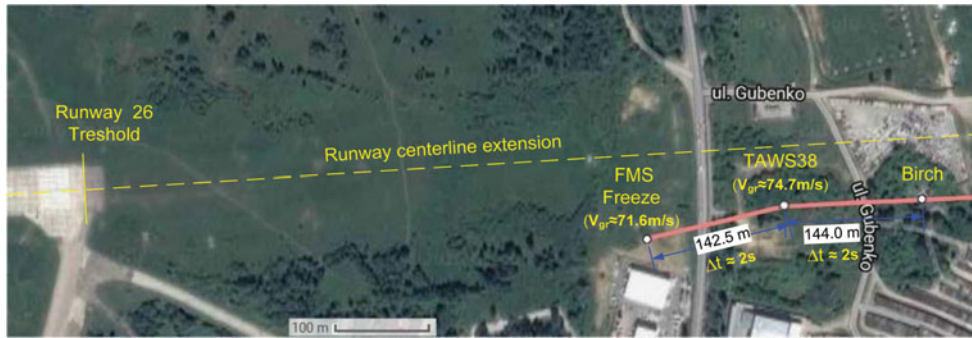 Runway 26
Treshold
Runway centerline extension
ul. Gubenko
FMS
Freeze
(Vgr≈71.6m/s)
TAWS38
(Vgr≈74.7m/s)
Birch
ul. Gubenko
142.5 m
Δt ≈ 2s
144.0 m
Δt ≈ 2s
100 m